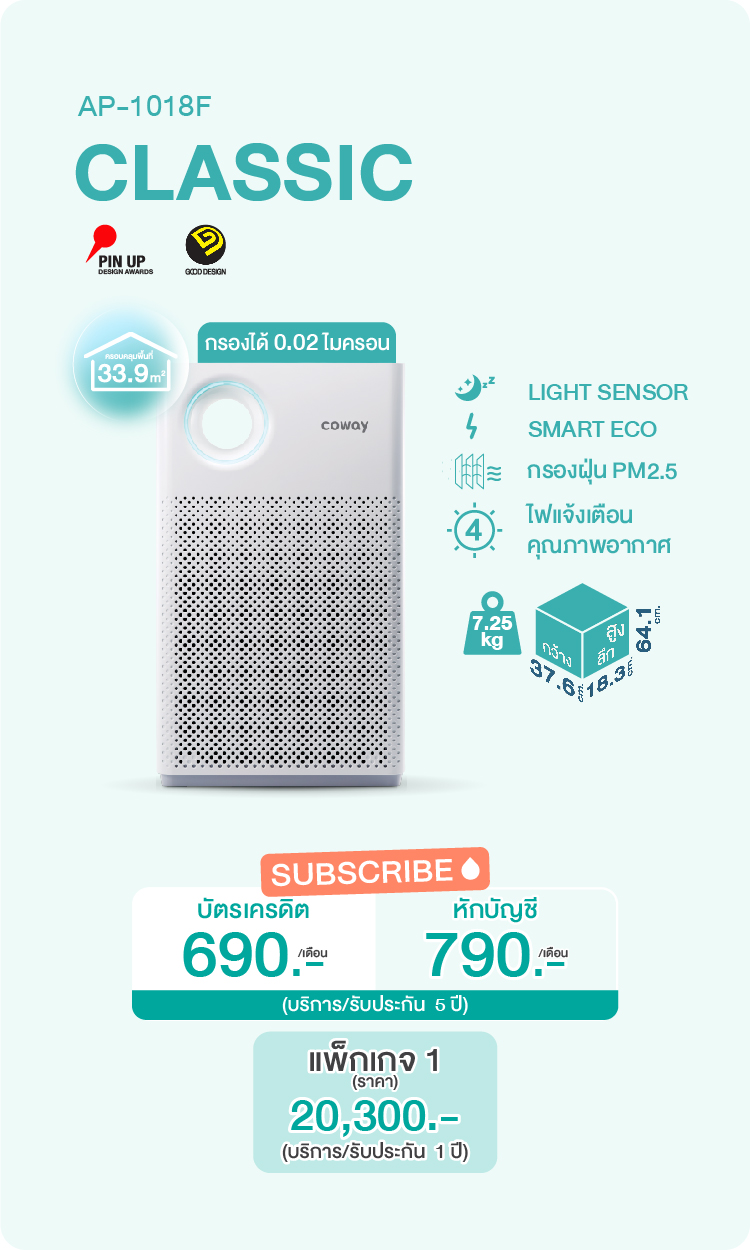 AP-1018F
CLASSIC
PIN UP
DESIGN AWARDS
GOOD DESIGN
กรองได้ 0.02 ไมครอน
ครอบคลุมพื้นที่
33.9 m²
coway
LIGHT SENSOR
SMART ECO
กรองฝุ่น PM2.5
4
ไฟแจ้งเตือน
คุณภาพอากาศ
7.25
kg
กว้าง
ลึก
สูง
37.6 cm.
18.3 cm.
64.1 cm.
SUBSCRIBE
บัตรเครดิต
690.- /เดือน
หักบัญชี
790.- /เดือน
(บริการ/รับประกัน 5 ปี)
แพ็กเกจ 1
(ราคา)
20,300.-
(บริการ/รับประกัน 1 ปี)